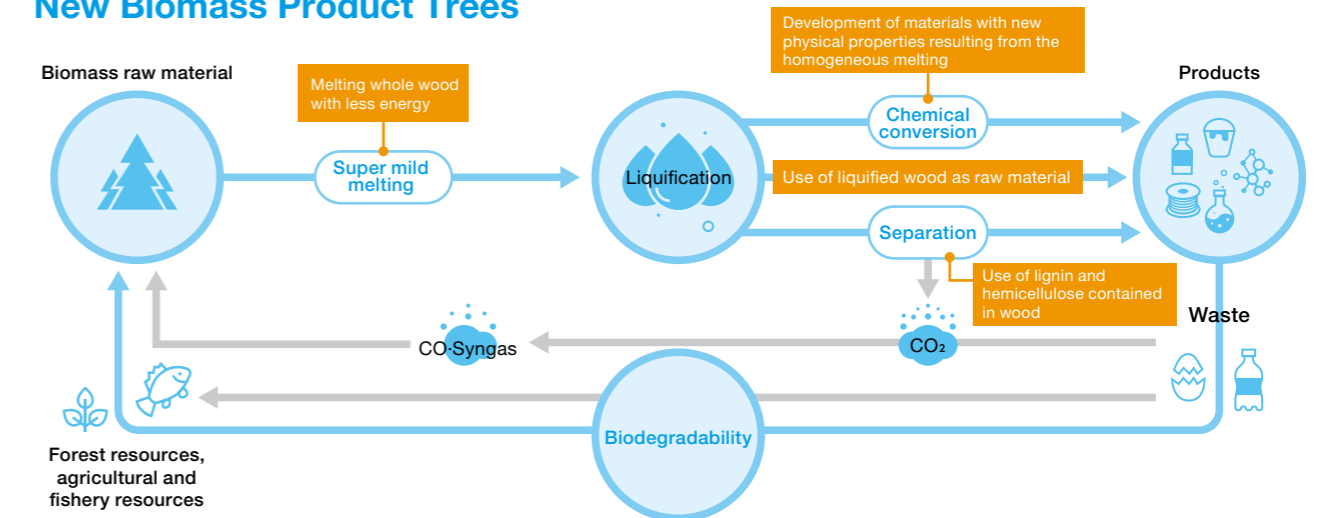 New Biomass Product Trees
Biomass raw material
Melting whole wood
with less energy
Super mild
melting
Liquification
Development of materials with new
physical properties resulting from the
homogeneous melting
Chemical
conversion
Use of liquified wood as raw material
Separation
Use of lignin and
hemicellulose contained
in wood
Products
Waste
CO₂
CO·Syngas
Biodegradability
Forest resources,
agricultural and
fishery resources